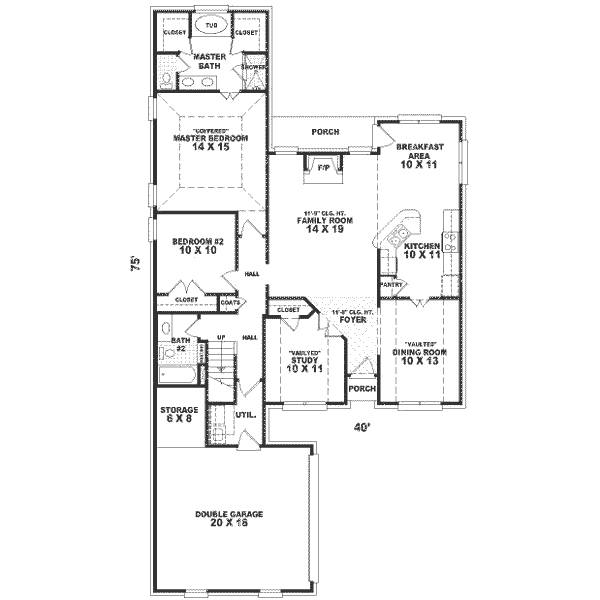 TUB
CLOSET
CLOSET
MASTER
BATH
SHOWER
"COFFERED"
MASTER BEDROOM
14 X 15
PORCH
BREAKFAST
AREA
10 X 11
F/P
11'-9" CLG. HT.
FAMILY ROOM
14 X 19
BEDROOM #2
10 X 10
KITCHEN
10 X 11
HALL
75'
PANTRY
CLOSET
COATS
CLOSET
11'-9" CLG. HT.
FOYER
BATH
#2
UP
HALL
"VAULTED"
STUDY
10 X 11
"VAULTED"
DINING ROOM
10 X 13
PORCH
STORAGE
6 X 8
UTIL.
40'
DOUBLE GARAGE
20 X 18